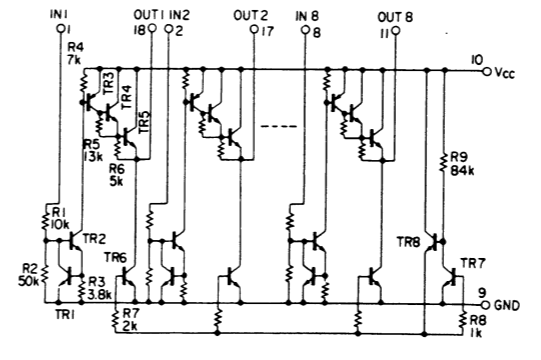 IN1 OUT1 IN2 OUT2 IN8 OUT8
1 18 2 17 8 11
R4
7k
TR3
TR4
TR5
10
Vcc
R5
13k
R6
5k
R9
84k
R1
10k
TR2
TR6
TR8
TR7
R2
50k
R3
3.8k
9
GND
TR1
R7
2k
R8
1k